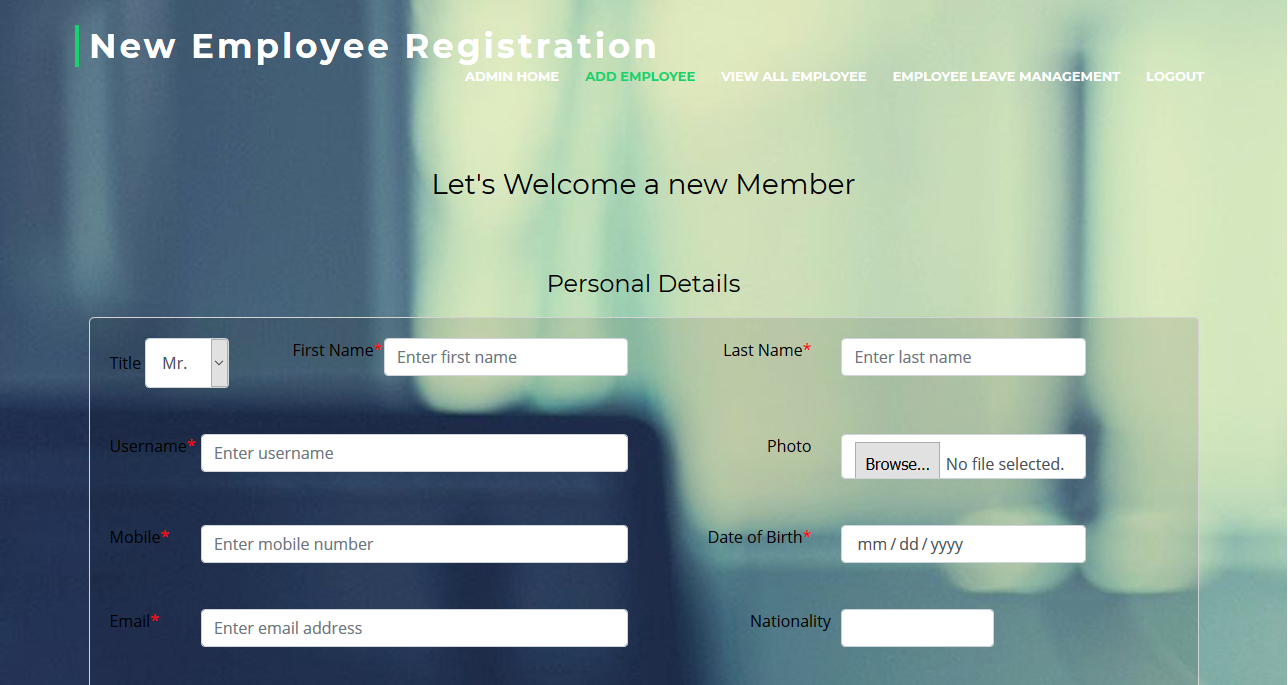 New Employee Registration
ADMIN HOME ADD EMPLOYEE VIEW ALL EMPLOYEE EMPLOYEE LEAVE MANAGEMENT LOGOUT
Let's Welcome a new Member
Personal Details
Title Mr. First Name* Enter first name Last Name* Enter last name
Username* Enter username Photo Browse... No file selected.
Mobile* Enter mobile number Date of Birth* mm / dd / yyyy
Email* Enter email address Nationality